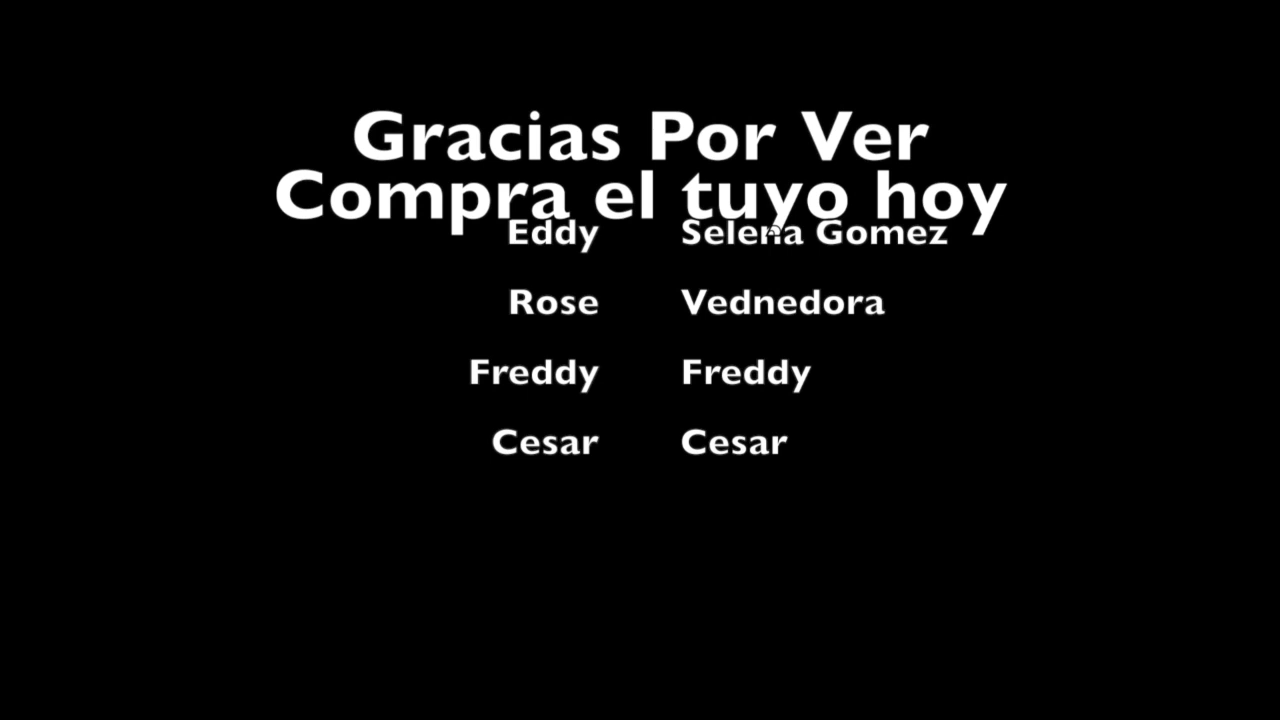 Gracias Por Ver
Compra el tuyo hoy
Eddy Selena Gomez
Rose Vednedora
Freddy Freddy
Cesar Cesar